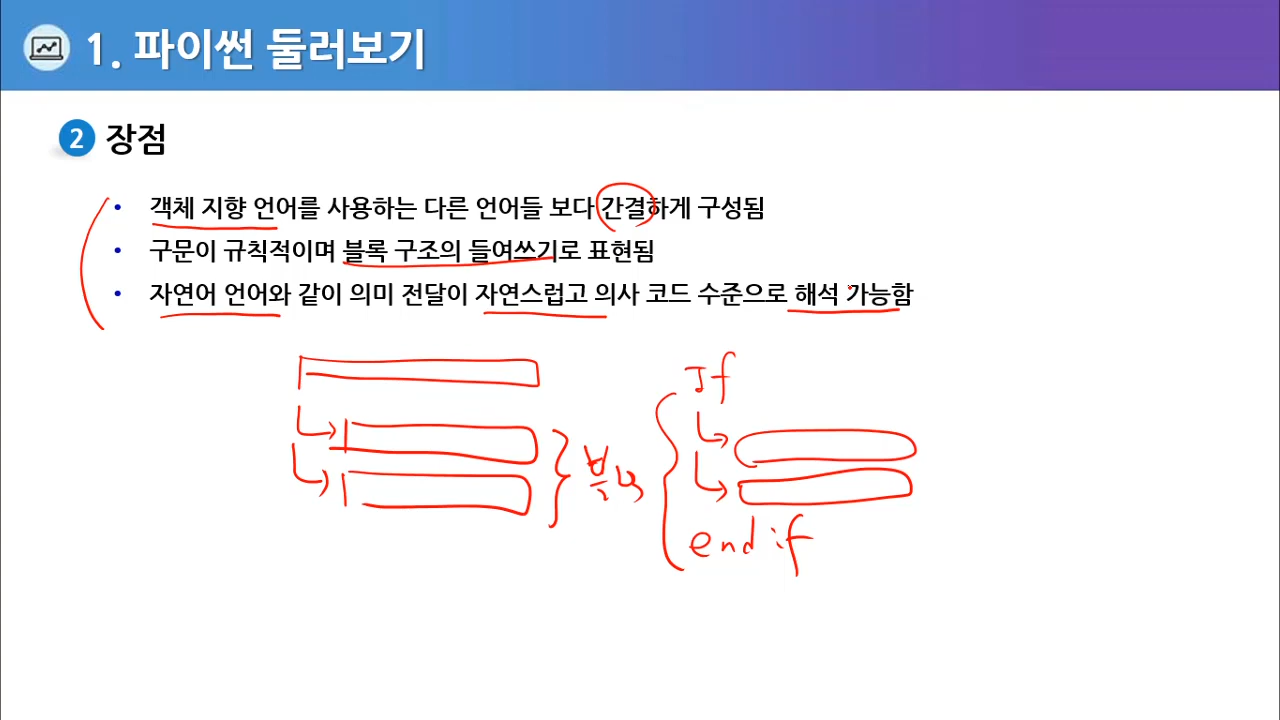 1. 파이썬 둘러보기
2 장점
• 객체 지향 언어를 사용하는 다른 언어들 보다 간결하게 구성됨
• 구문이 규칙적이며 블록 구조의 들여쓰기로 표현됨
• 자연어 언어와 같이 의미 전달이 자연스럽고 의사 코드 수준으로 해석 가능함
If
end if